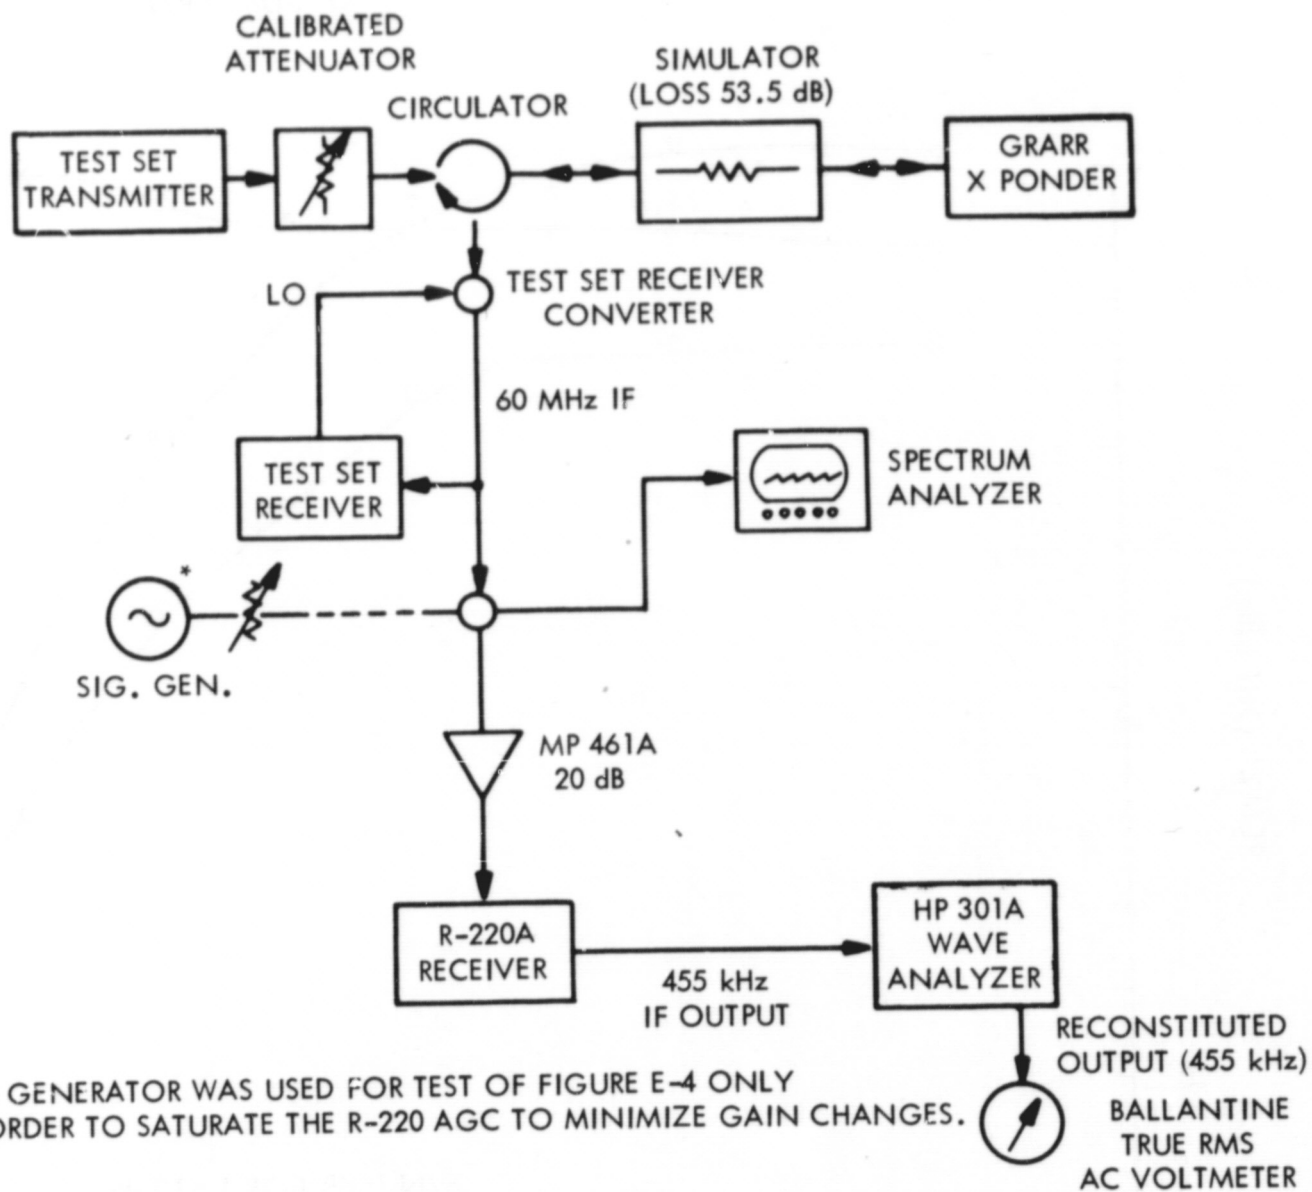 CALIBRATED
ATTENUATOR
CIRCULATOR
SIMULATOR
(LOSS 53.5 dB)
TEST SET
TRANSMITTER
GRARR
X PONDER
LO
TEST SET RECEIVER
CONVERTER
60 MHz IF
TEST SET
RECEIVER
SPECTRUM
ANALYZER
*
SIG. GEN.
MP 461A
20 dB
R-220A
RECEIVER
455 kHz
IF OUTPUT
HP 301A
WAVE
ANALYZER
RECONSTITUTED
OUTPUT (455 kHz)
GENERATOR WAS USED FOR TEST OF FIGURE E-4 ONLY
ORDER TO SATURATE THE R-220 AGC TO MINIMIZE GAIN CHANGES.
BALLANTINE
TRUE RMS
AC VOLTMETER